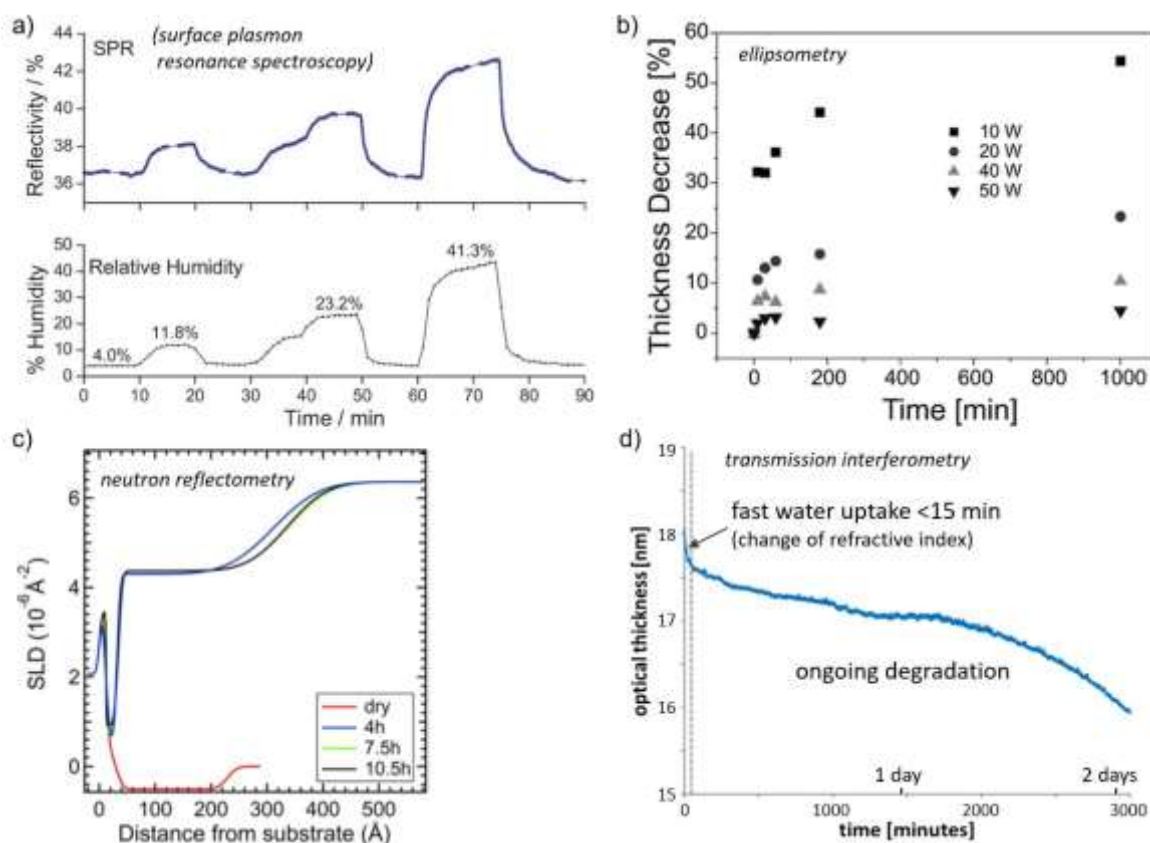 a)
SPR
(surface plasmon
resonance spectroscopy)
Reflectivity / %
44
42
40
38
36
Relative Humidity
% Humidity
50
40
30
20
10
0
4.0%
11.8%
23.2%
41.3%
0 10 20 30 40 50 60 70 80 90
Time / min
b)
ellipsometry
Thickness Decrease [%]
60
50
40
30
20
10
0
10 W
20 W
40 W
50 W
0 200 400 600 800 1000
Time [min]
c)
neutron reflectometry
SLD (10⁻⁶Å⁻²)
6
4
2
0
dry
4h
7.5h
10.5h
0 100 200 300 400 500
Distance from substrate (Å)
d)
transmission interferometry
optical thickness [nm]
19
18
17
16
15
fast water uptake <15 min
(change of refractive index)
ongoing degradation
1 day
2 days
0 1000 2000 3000
time [minutes]